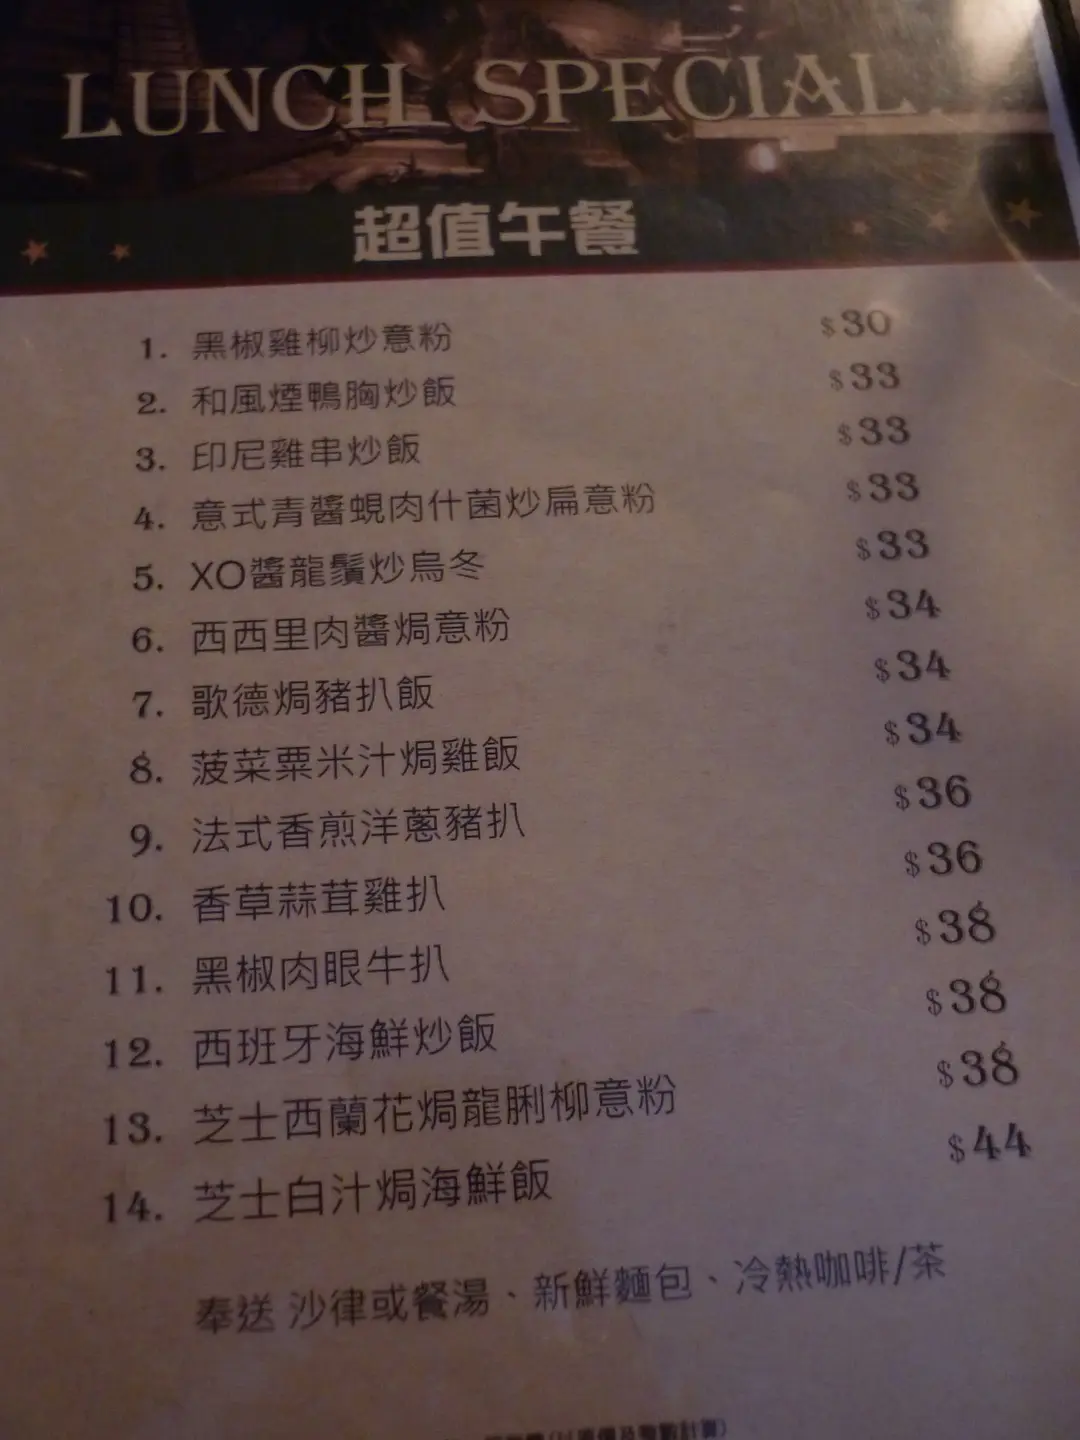 LUNCH SPECIAL
超值午餐
1. 黑椒雞柳炒意粉 $30
2. 和風煙鴨胸炒飯 $33
3. 印尼雞串炒飯 $33
4. 意式青醬蜆肉什菌炒扁意粉 $33
5. XO醬龍鬚炒烏冬 $33
6. 西西里肉醬焗意粉 $34
7. 歌德焗豬扒飯 $34
8. 菠菜粟米汁焗雞飯 $34
9. 法式香煎洋蔥豬扒 $36
10. 香草蒜茸雞扒 $36
11. 黑椒肉眼牛扒 $38
12. 西班牙海鮮炒飯 $38
13. 芝士西蘭花焗龍脷柳意粉 $38
14. 芝士白汁焗海鮮飯 $44
奉送 沙律或餐湯、新鮮麵包、冷熱咖啡/茶